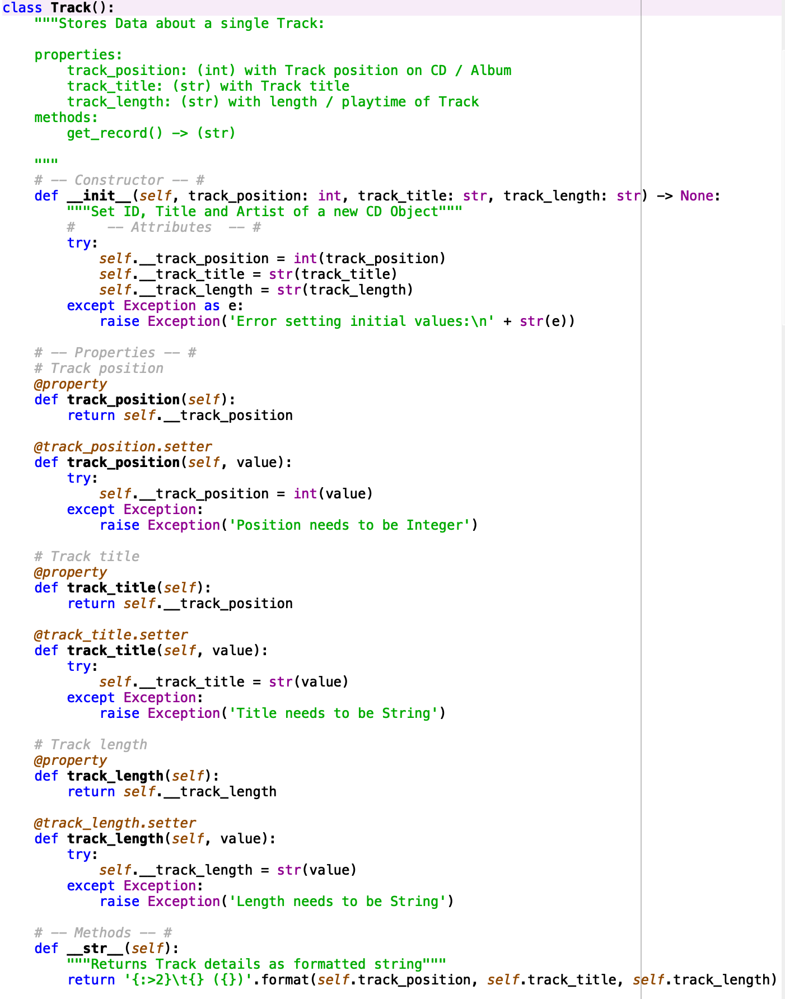 class Track():
    """Stores Data about a single Track:

    properties:
        track_position: (int) with Track position on CD / Album
        track_title: (str) with Track title
        track_length: (str) with length / playtime of Track
    methods:
        get_record() -> (str)

    """
    # -- Constructor -- #
    def __init__(self, track_position: int, track_title: str, track_length: str) -> None:
        """Set ID, Title and Artist of a new CD Object"""
        #    -- Attributes  -- #
        try:
            self.__track_position = int(track_position)
            self.__track_title = str(track_title)
            self.__track_length = str(track_length)
        except Exception as e:
            raise Exception('Error setting initial values:\n' + str(e))

    # -- Properties -- #
    # Track position
    @property
    def track_position(self):
        return self.__track_position

    @track_position.setter
    def track_position(self, value):
        try:
            self.__track_position = int(value)
        except Exception:
            raise Exception('Position needs to be Integer')

    # Track title
    @property
    def track_title(self):
        return self.__track_position

    @track_title.setter
    def track_title(self, value):
        try:
            self.__track_title = str(value)
        except Exception:
            raise Exception('Title needs to be String')

    # Track length
    @property
    def track_length(self):
        return self.__track_length

    @track_length.setter
    def track_length(self, value):
        try:
            self.__track_length = str(value)
        except Exception:
            raise Exception('Length needs to be String')

    # -- Methods -- #
    def __str__(self):
        """Returns Track details as formatted string"""
        return '{:>2}\t{} ({})'.format(self.track_position, self.track_title, self.track_length)